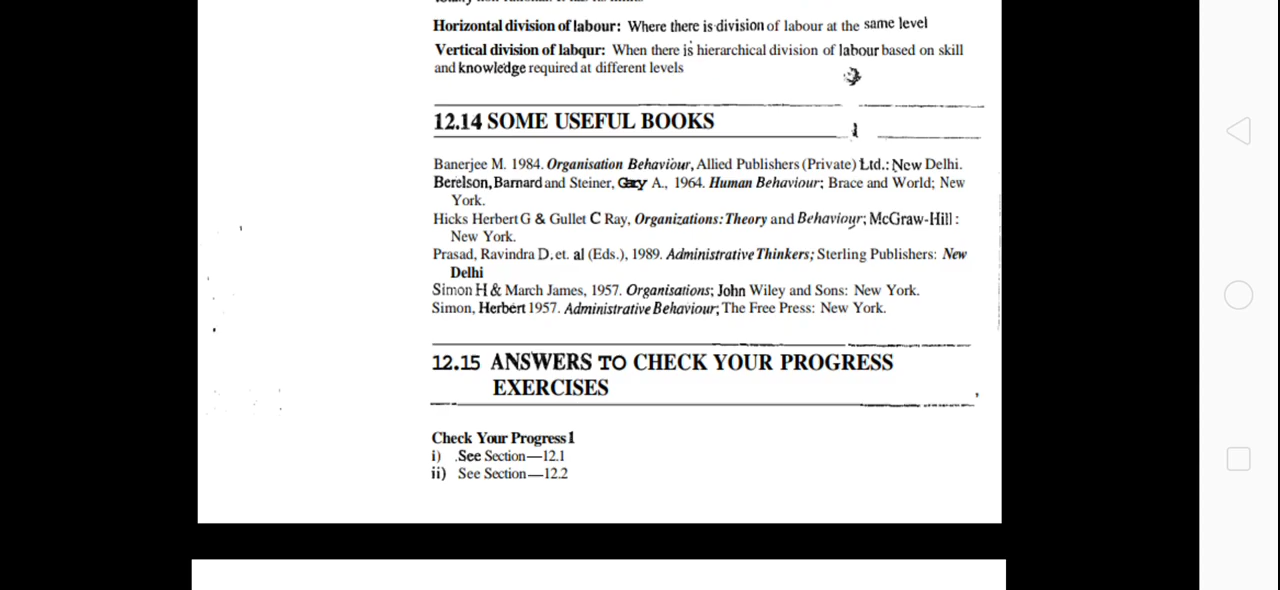 Horizontal division of labour: Where there is division of labour at the same level
Vertical division of labqur: When there is hierarchical division of labour based on skill
and knowledge required at different levels
12.14 SOME USEFUL BOOKS
Banerjee M. 1984. Organisation Behaviour, Allied Publishers (Private) Ltd.: New Delhi.
Berelson, Barnard and Steiner, Gary A., 1964. Human Behaviour; Brace and World; New
York.
Hicks Herbert G & Gullet C Ray, Organizations: Theory and Behaviour; McGraw-Hill :
New York.
Prasad, Ravindra D. et. al (Eds.), 1989. Administrative Thinkers; Sterling Publishers: New
Delhi
Simon H & March James, 1957. Organisations; John Wiley and Sons: New York.
Simon, Herbert 1957. Administrative Behaviour; The Free Press: New York.
12.15 ANSWERS TO CHECK YOUR PROGRESS
EXERCISES
Check Your Progress 1
i) .See Section—12.1
ii) See Section—12.2